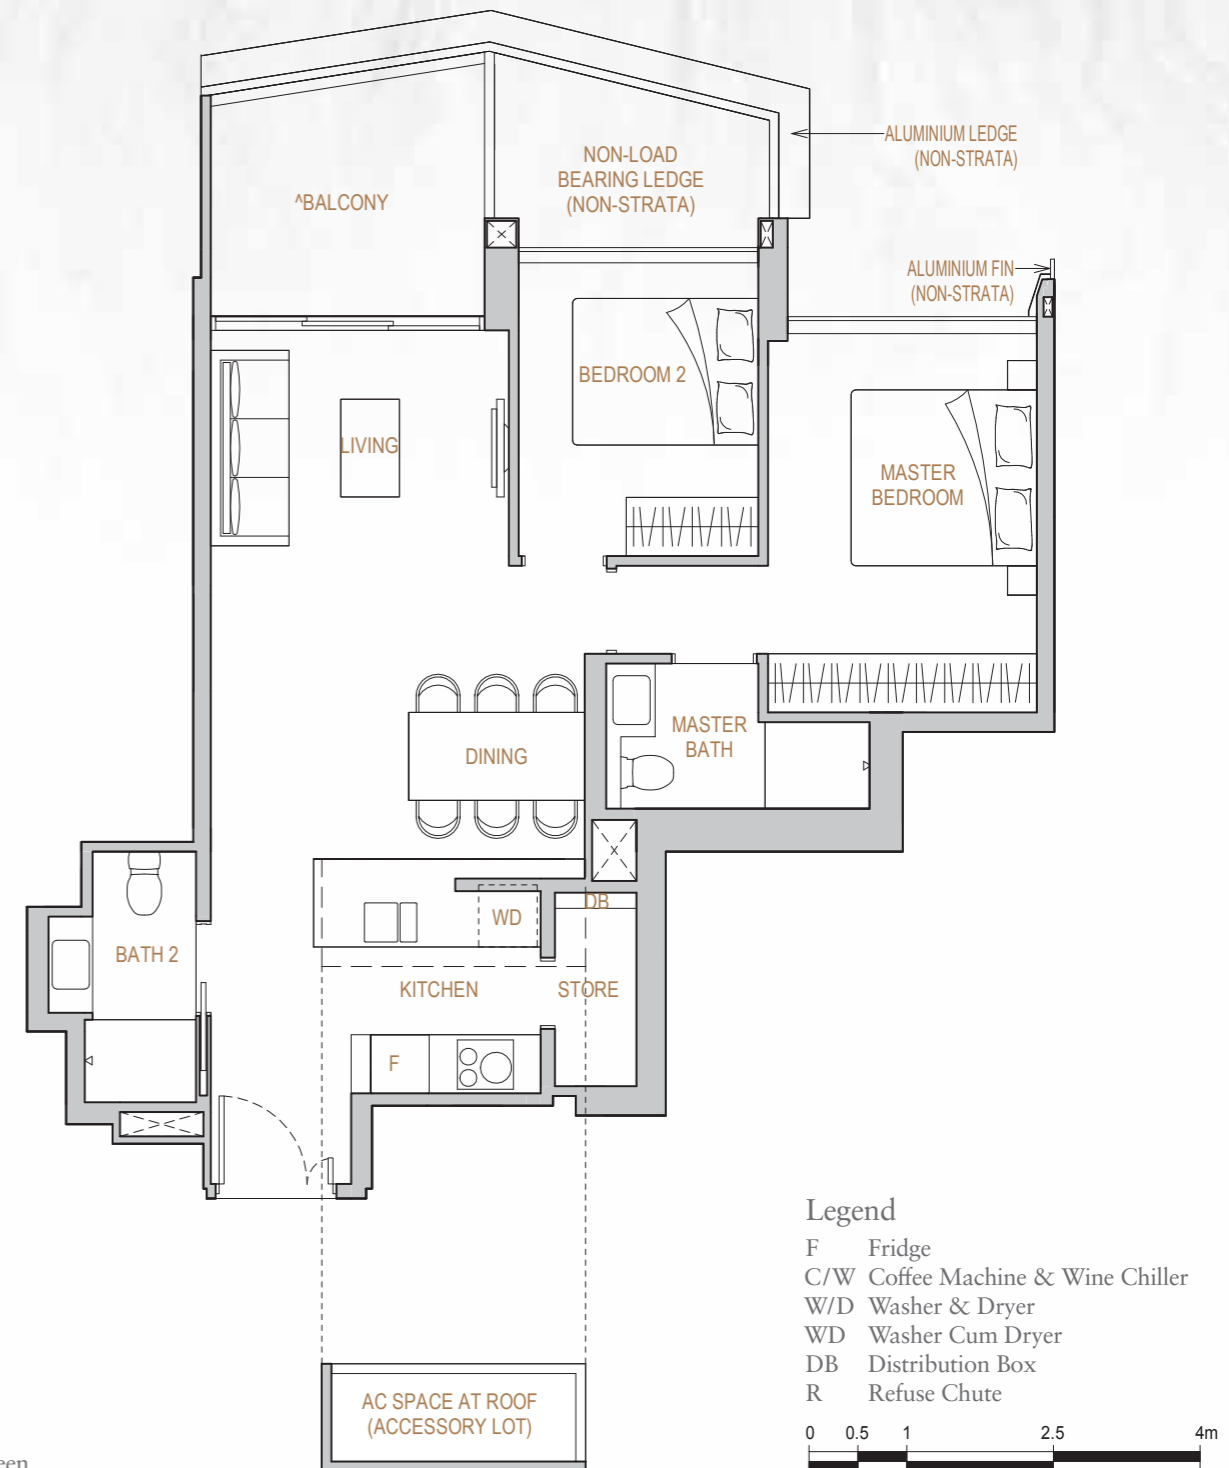 ALUMINIUM LEDGE
(NON-STRATA)
NON-LOAD
BEARING LEDGE
(NON-STRATA)
^BALCONY
ALUMINIUM FIN
(NON-STRATA)
BEDROOM 2
LIVING
MASTER
BEDROOM
MASTER
BATH
DINING
DB
WD
BATH 2
KITCHEN
STORE
F
AC SPACE AT ROOF
(ACCESSORY LOT)
Legend
F Fridge
C/W Coffee Machine & Wine Chiller
W/D Washer & Dryer
WD Washer Cum Dryer
DB Distribution Box
R Refuse Chute
0 0.5 1 2.5 4m